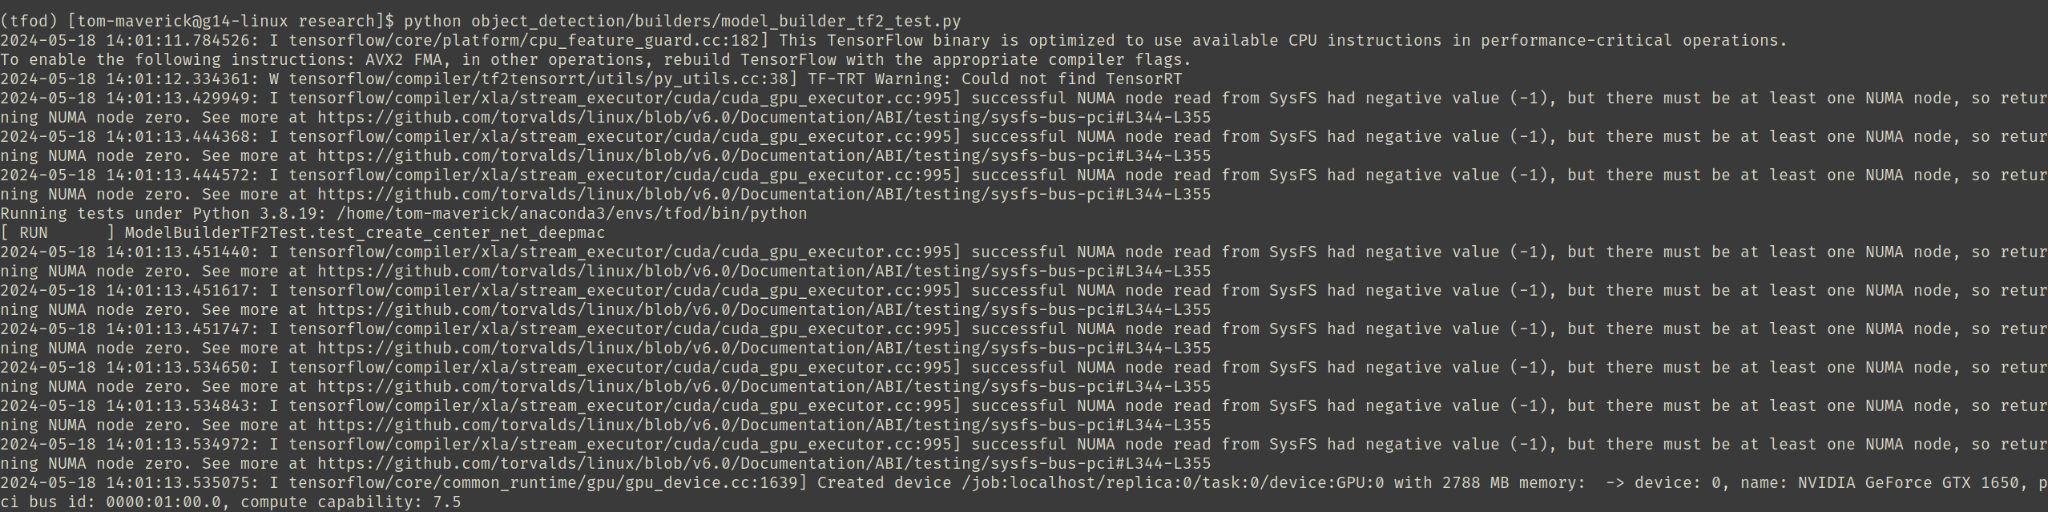 (tfod) [tom-maverick@g14-linux research]$ python object_detection/builders/model_builder_tf2_test.py
2024-05-18 14:01:11.784526: I tensorflow/core/platform/cpu_feature_guard.cc:182] This TensorFlow binary is optimized to use available CPU instructions in performance-critical operations.
To enable the following instructions: AVX2 FMA, in other operations, rebuild TensorFlow with the appropriate compiler flags.
2024-05-18 14:01:12.334361: W tensorflow/compiler/tf2tensorrt/utils/py_utils.cc:38] TF-TRT Warning: Could not find TensorRT
2024-05-18 14:01:13.429949: I tensorflow/compiler/xla/stream_executor/cuda/cuda_gpu_executor.cc:995] successful NUMA node read from SysFS had negative value (-1), but there must be at least one NUMA node, so retur
ning NUMA node zero. See more at https://github.com/torvalds/linux/blob/v6.0/Documentation/ABI/testing/sysfs-bus-pci#L344-L355
2024-05-18 14:01:13.444368: I tensorflow/compiler/xla/stream_executor/cuda/cuda_gpu_executor.cc:995] successful NUMA node read from SysFS had negative value (-1), but there must be at least one NUMA node, so retur
ning NUMA node zero. See more at https://github.com/torvalds/linux/blob/v6.0/Documentation/ABI/testing/sysfs-bus-pci#L344-L355
2024-05-18 14:01:13.444572: I tensorflow/compiler/xla/stream_executor/cuda/cuda_gpu_executor.cc:995] successful NUMA node read from SysFS had negative value (-1), but there must be at least one NUMA node, so retur
ning NUMA node zero. See more at https://github.com/torvalds/linux/blob/v6.0/Documentation/ABI/testing/sysfs-bus-pci#L344-L355
Running tests under Python 3.8.19: /home/tom-maverick/anaconda3/envs/tfod/bin/python
[ RUN      ] ModelBuilderTF2Test.test_create_center_net_deepmac
2024-05-18 14:01:13.451440: I tensorflow/compiler/xla/stream_executor/cuda/cuda_gpu_executor.cc:995] successful NUMA node read from SysFS had negative value (-1), but there must be at least one NUMA node, so retur
ning NUMA node zero. See more at https://github.com/torvalds/linux/blob/v6.0/Documentation/ABI/testing/sysfs-bus-pci#L344-L355
2024-05-18 14:01:13.451617: I tensorflow/compiler/xla/stream_executor/cuda/cuda_gpu_executor.cc:995] successful NUMA node read from SysFS had negative value (-1), but there must be at least one NUMA node, so retur
ning NUMA node zero. See more at https://github.com/torvalds/linux/blob/v6.0/Documentation/ABI/testing/sysfs-bus-pci#L344-L355
2024-05-18 14:01:13.451747: I tensorflow/compiler/xla/stream_executor/cuda/cuda_gpu_executor.cc:995] successful NUMA node read from SysFS had negative value (-1), but there must be at least one NUMA node, so retur
ning NUMA node zero. See more at https://github.com/torvalds/linux/blob/v6.0/Documentation/ABI/testing/sysfs-bus-pci#L344-L355
2024-05-18 14:01:13.534650: I tensorflow/compiler/xla/stream_executor/cuda/cuda_gpu_executor.cc:995] successful NUMA node read from SysFS had negative value (-1), but there must be at least one NUMA node, so retur
ning NUMA node zero. See more at https://github.com/torvalds/linux/blob/v6.0/Documentation/ABI/testing/sysfs-bus-pci#L344-L355
2024-05-18 14:01:13.534843: I tensorflow/compiler/xla/stream_executor/cuda/cuda_gpu_executor.cc:995] successful NUMA node read from SysFS had negative value (-1), but there must be at least one NUMA node, so retur
ning NUMA node zero. See more at https://github.com/torvalds/linux/blob/v6.0/Documentation/ABI/testing/sysfs-bus-pci#L344-L355
2024-05-18 14:01:13.534972: I tensorflow/compiler/xla/stream_executor/cuda/cuda_gpu_executor.cc:995] successful NUMA node read from SysFS had negative value (-1), but there must be at least one NUMA node, so retur
ning NUMA node zero. See more at https://github.com/torvalds/linux/blob/v6.0/Documentation/ABI/testing/sysfs-bus-pci#L344-L355
2024-05-18 14:01:13.535075: I tensorflow/core/common_runtime/gpu/gpu_device.cc:1639] Created device /job:localhost/replica:0/task:0/device:GPU:0 with 2788 MB memory:  -> device: 0, name: NVIDIA GeForce GTX 1650, p
ci bus id: 0000:01:00.0, compute capability: 7.5